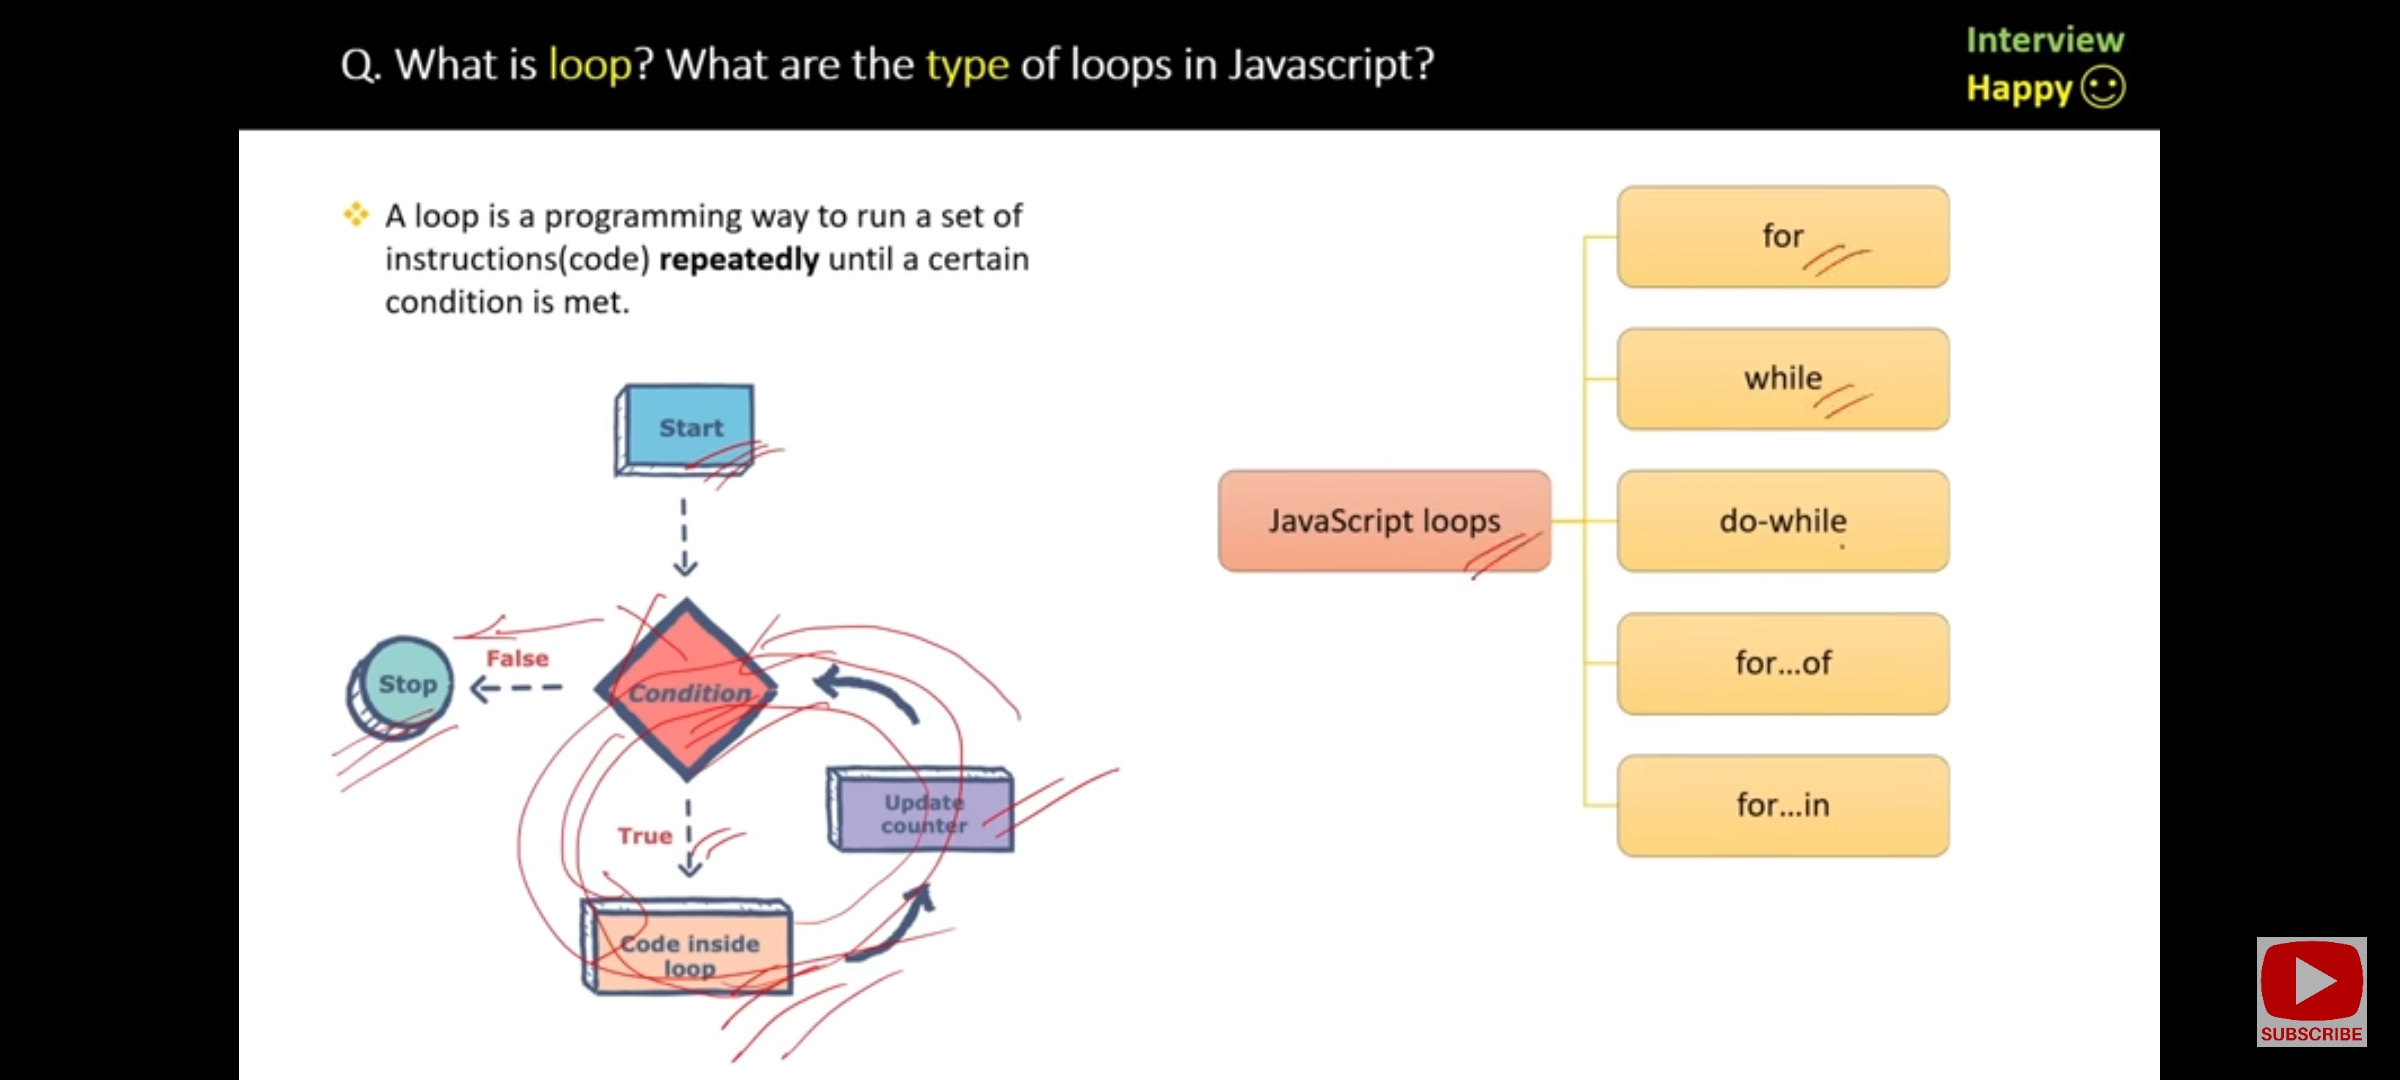 Q. What is loop? What are the type of loops in Javascript?
Interview
Happy
A loop is a programming way to run a set of
instructions(code) repeatedly until a certain
condition is met.
Start
Condition
False
Stop
True
Update
counter
Code inside
loop
JavaScript loops
for
while
do-while
for...of
for...in
SUBSCRIBE